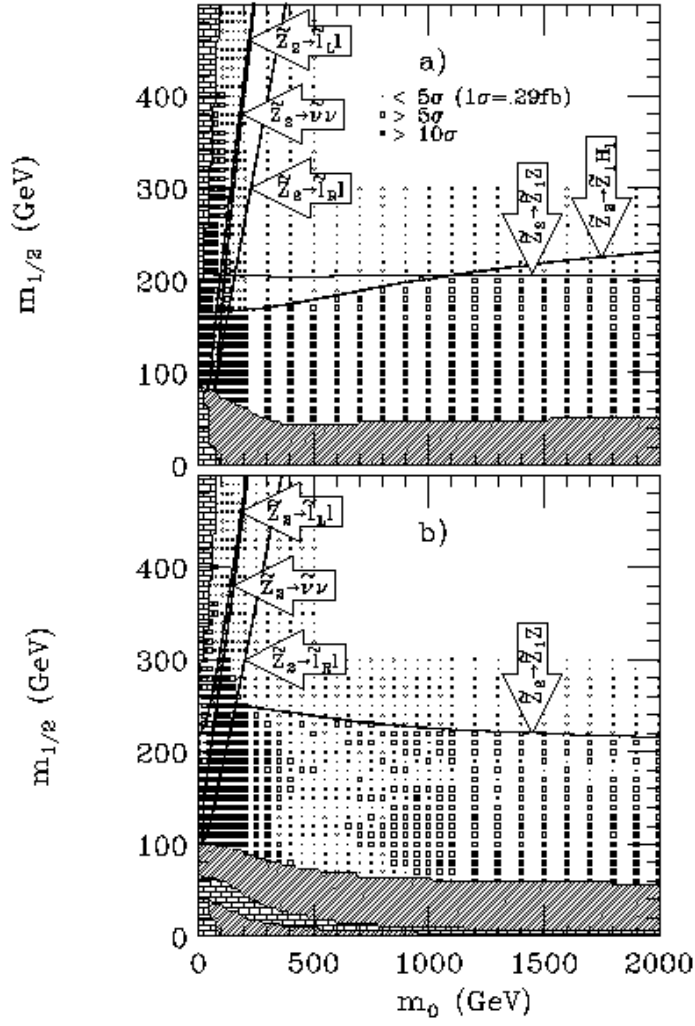 Z̃₂→l̃_L l
a)
400
· < 5σ (1σ=.29fb)
Z̃₂→ν̃ν
▫ > 5σ
▪ > 10σ
300
Z̃₂→l̃_R l
Z̃₂→Z̃₁Z
Z̃₂→Z̃₁H_l
m₁/₂ (GeV)
200
100
0
Z̃₂→l̃_L l
b)
400
Z̃₂→ν̃ν
300
Z̃₂→l̃_R l
Z̃₂→Z̃₁Z
m₁/₂ (GeV)
200
100
0
0 500 1000 1500 2000
m₀ (GeV)